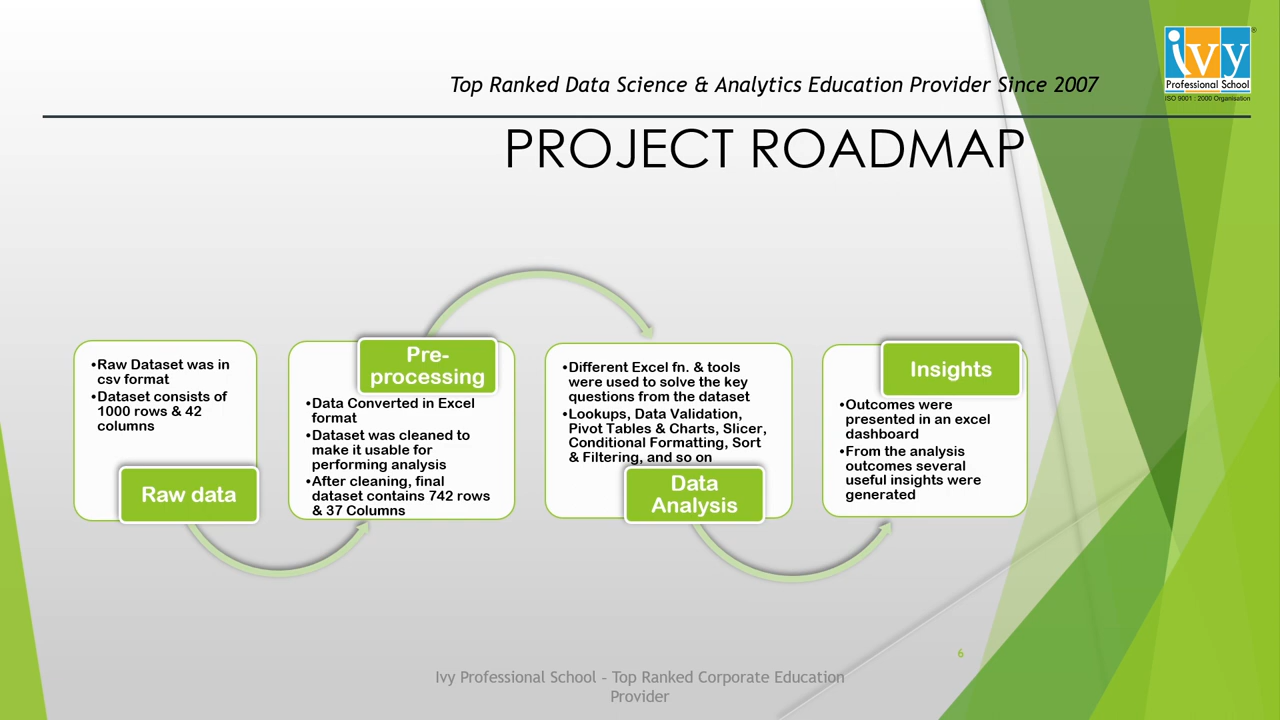 ivy
®
Professional School
ISO 9001 : 2000 Organisation
Top Ranked Data Science & Analytics Education Provider Since 2007
PROJECT ROADMAP
•Raw Dataset was in
csv format
•Dataset consists of
1000 rows & 42
columns
Raw data
Pre-
processing
•Data Converted in Excel
format
•Dataset was cleaned to
make it usable for
performing analysis
•After cleaning, final
dataset contains 742 rows
& 37 Columns
•Different Excel fn. & tools
were used to solve the key
questions from the dataset
•Lookups, Data Validation,
Pivot Tables & Charts, Slicer,
Conditional Formatting, Sort
& Filtering, and so on
Data
Analysis
Insights
•Outcomes were
presented in an excel
dashboard
•From the analysis
outcomes several
useful insights were
generated
6
Ivy Professional School - Top Ranked Corporate Education
Provider